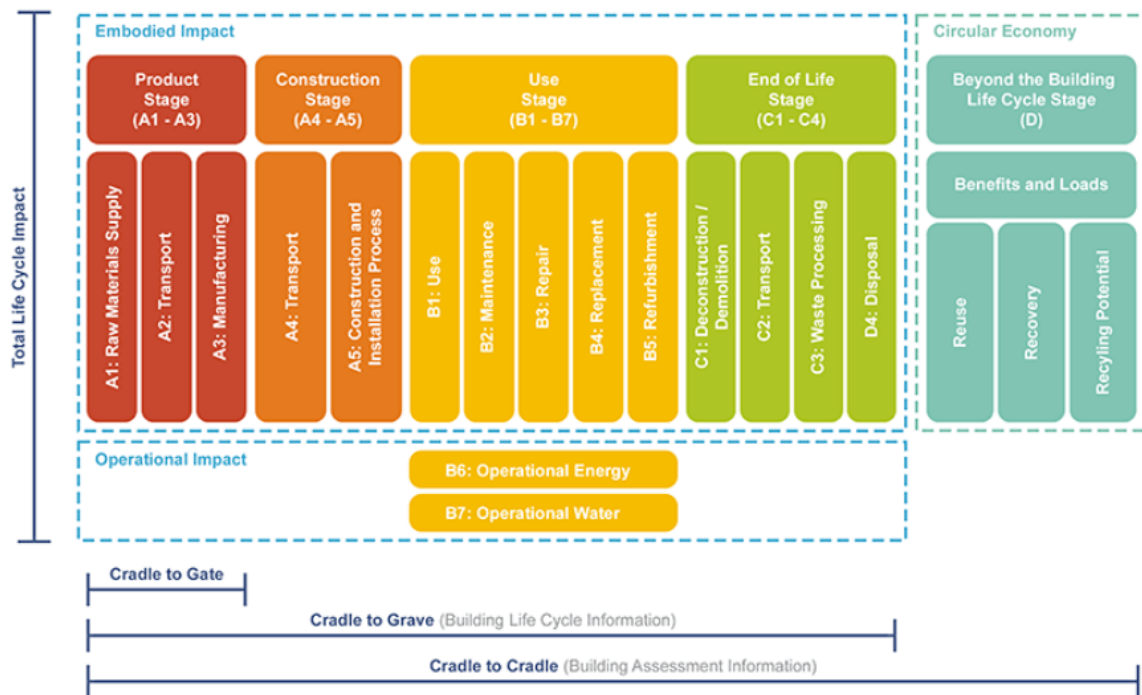 Total Life Cycle Impact
Embodied Impact
Product
Stage
(A1 - A3)
Construction
Stage
(A4 - A5)
Use
Stage
(B1 - B7)
End of Life
Stage
(C1 - C4)
Circular Economy
Beyond the Building
Life Cycle Stage
(D)
A1: Raw Materials Supply
A2: Transport
A3: Manufacturing
A4: Transport
A5: Construction and
Installation Process
B1: Use
B2: Maintenance
B3: Repair
B4: Replacement
B5: Refurbishment
C1: Deconstruction /
Demolition
C2: Transport
C3: Waste Processing
D4: Disposal
Benefits and Loads
Reuse
Recovery
Recyling Potential
Operational Impact
B6: Operational Energy
B7: Operational Water
Cradle to Gate
Cradle to Grave (Building Life Cycle Information)
Cradle to Cradle (Building Assessment Information)